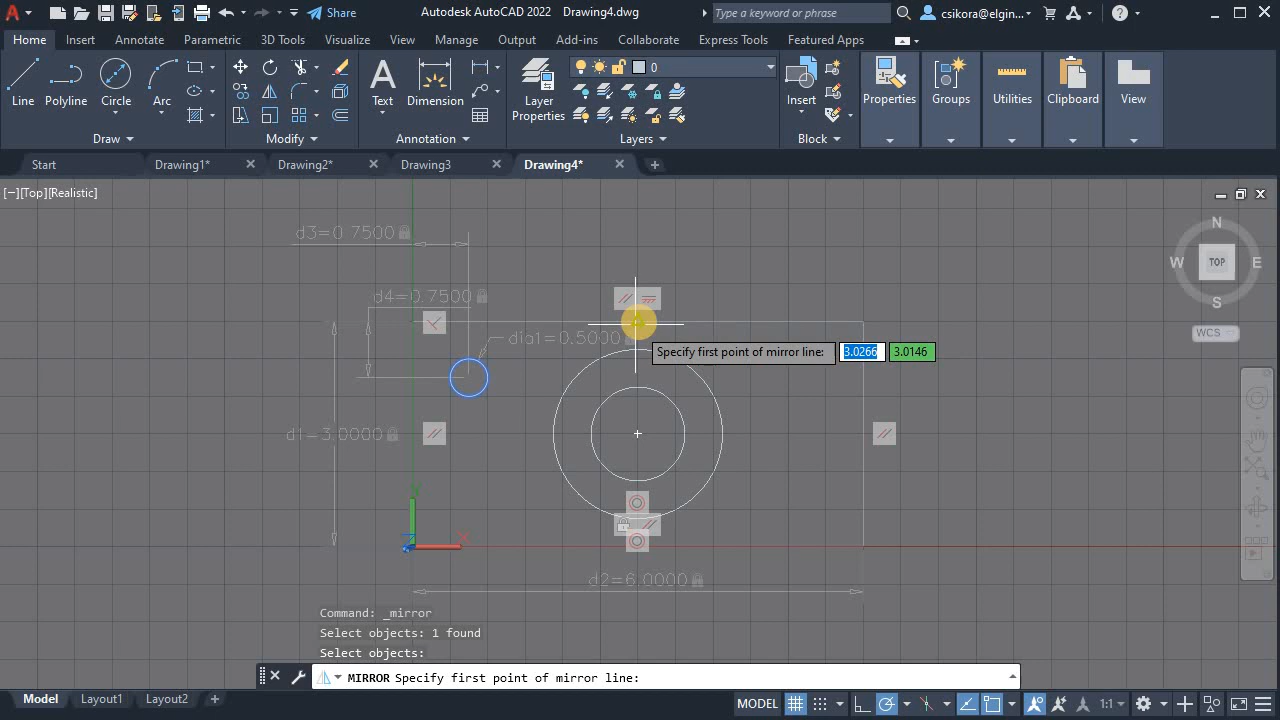 Share
Autodesk AutoCAD 2022 Drawing4.dwg
Type a keyword or phrase
csikora@elgin...
Home Insert Annotate Parametric 3D Tools Visualize View Manage Output Add-ins Collaborate Express Tools Featured Apps
Line Polyline Circle Arc
Text Dimension
Layer Properties
0
Insert
Properties Groups Utilities Clipboard View
Draw Modify Annotation Layers Block
Start Drawing1* Drawing2* Drawing3 Drawing4*
[−][Top][Realistic]
N
W TOP E
S
WCS
d3=0.7500
d4=0.7500
dia1=0.5000
Specify first point of mirror line: 3.0266 3.0146
d1=3.0000
Y
X
d2=6.0000
Command: _mirror
Select objects: 1 found
Select objects:
MIRROR Specify first point of mirror line:
Model Layout1 Layout2
MODEL
1:1